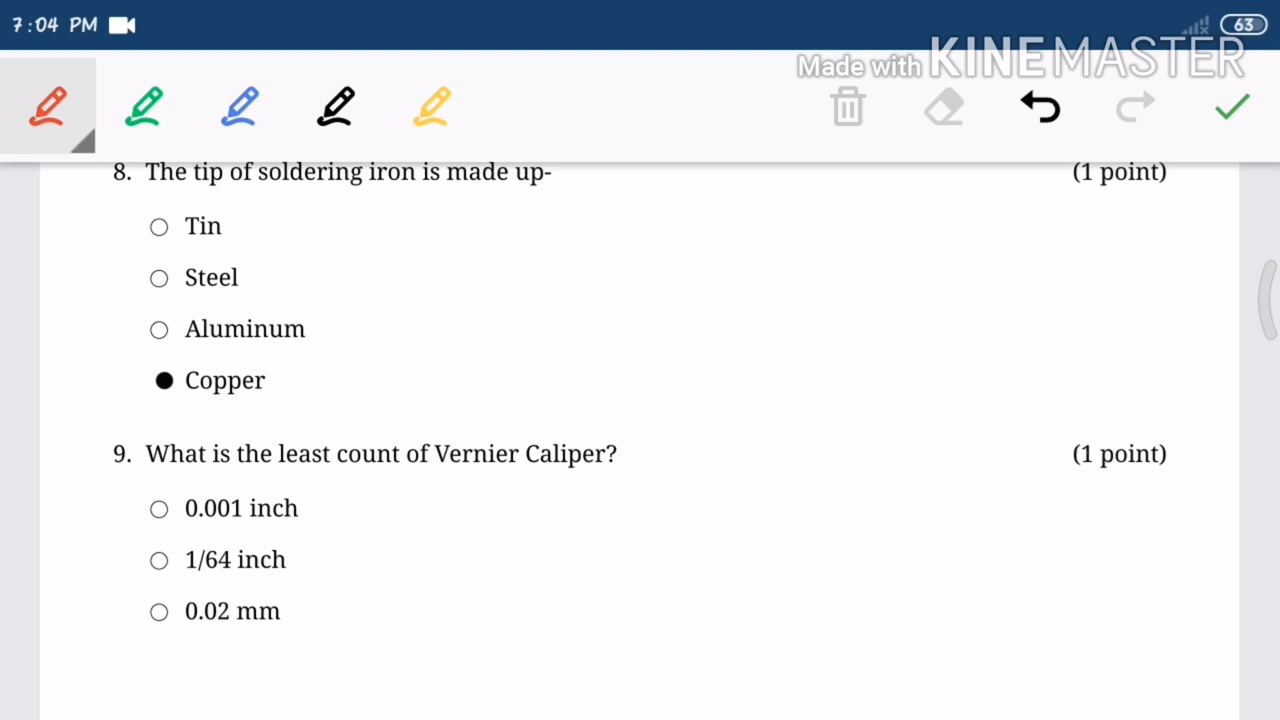 7:04 PM 63
Made with KINEMASTER
8. The tip of soldering iron is made up- (1 point)
Tin
Steel
Aluminum
Copper
9. What is the least count of Vernier Caliper? (1 point)
0.001 inch
1/64 inch
0.02 mm